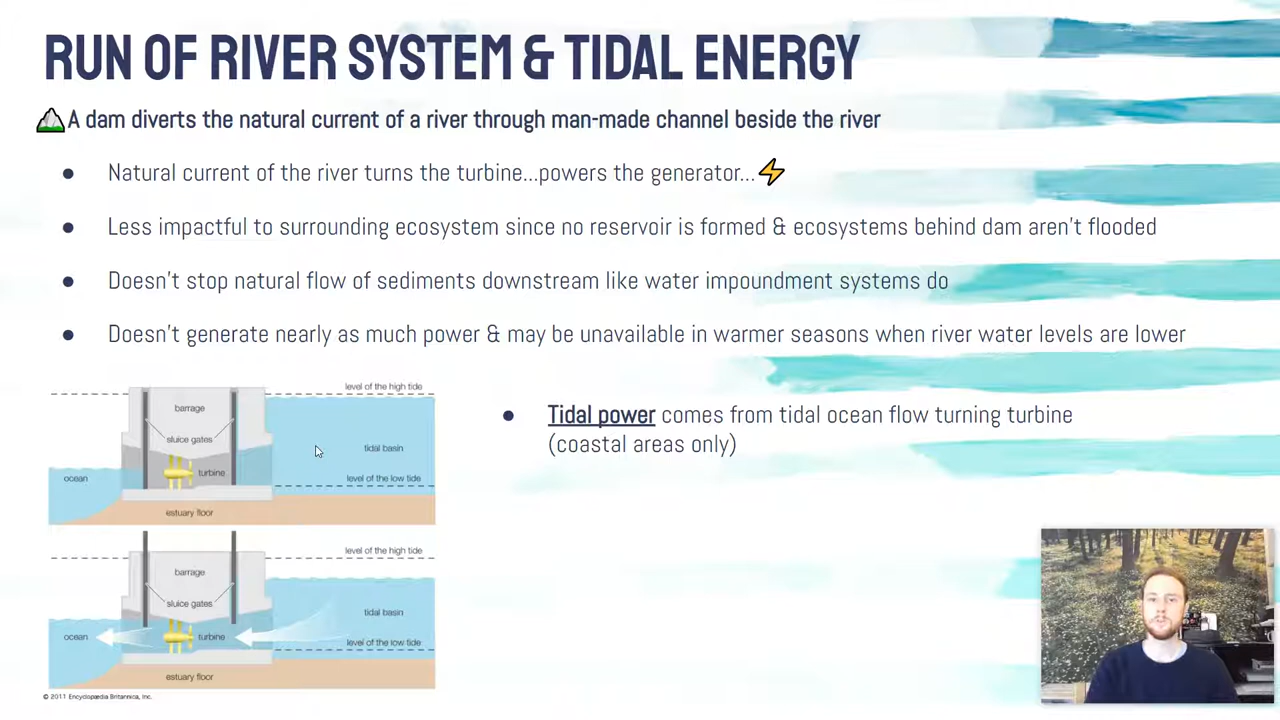 RUN OF RIVER SYSTEM & TIDAL ENERGY
A dam diverts the natural current of a river through man-made channel beside the river
● Natural current of the river turns the turbine...powers the generator...
● Less impactful to surrounding ecosystem since no reservoir is formed & ecosystems behind dam aren't flooded
● Doesn't stop natural flow of sediments downstream like water impoundment systems do
● Doesn't generate nearly as much power & may be unavailable in warmer seasons when river water levels are lower
level of the high tide
barrage
sluice gates
tidal basin
turbine
ocean
level of the low tide
estuary floor
level of the high tide
barrage
sluice gates
tidal basin
ocean
turbine
level of the low tide
estuary floor
© 2011 Encyclopædia Britannica, Inc.
● Tidal power comes from tidal ocean flow turning turbine
(coastal areas only)